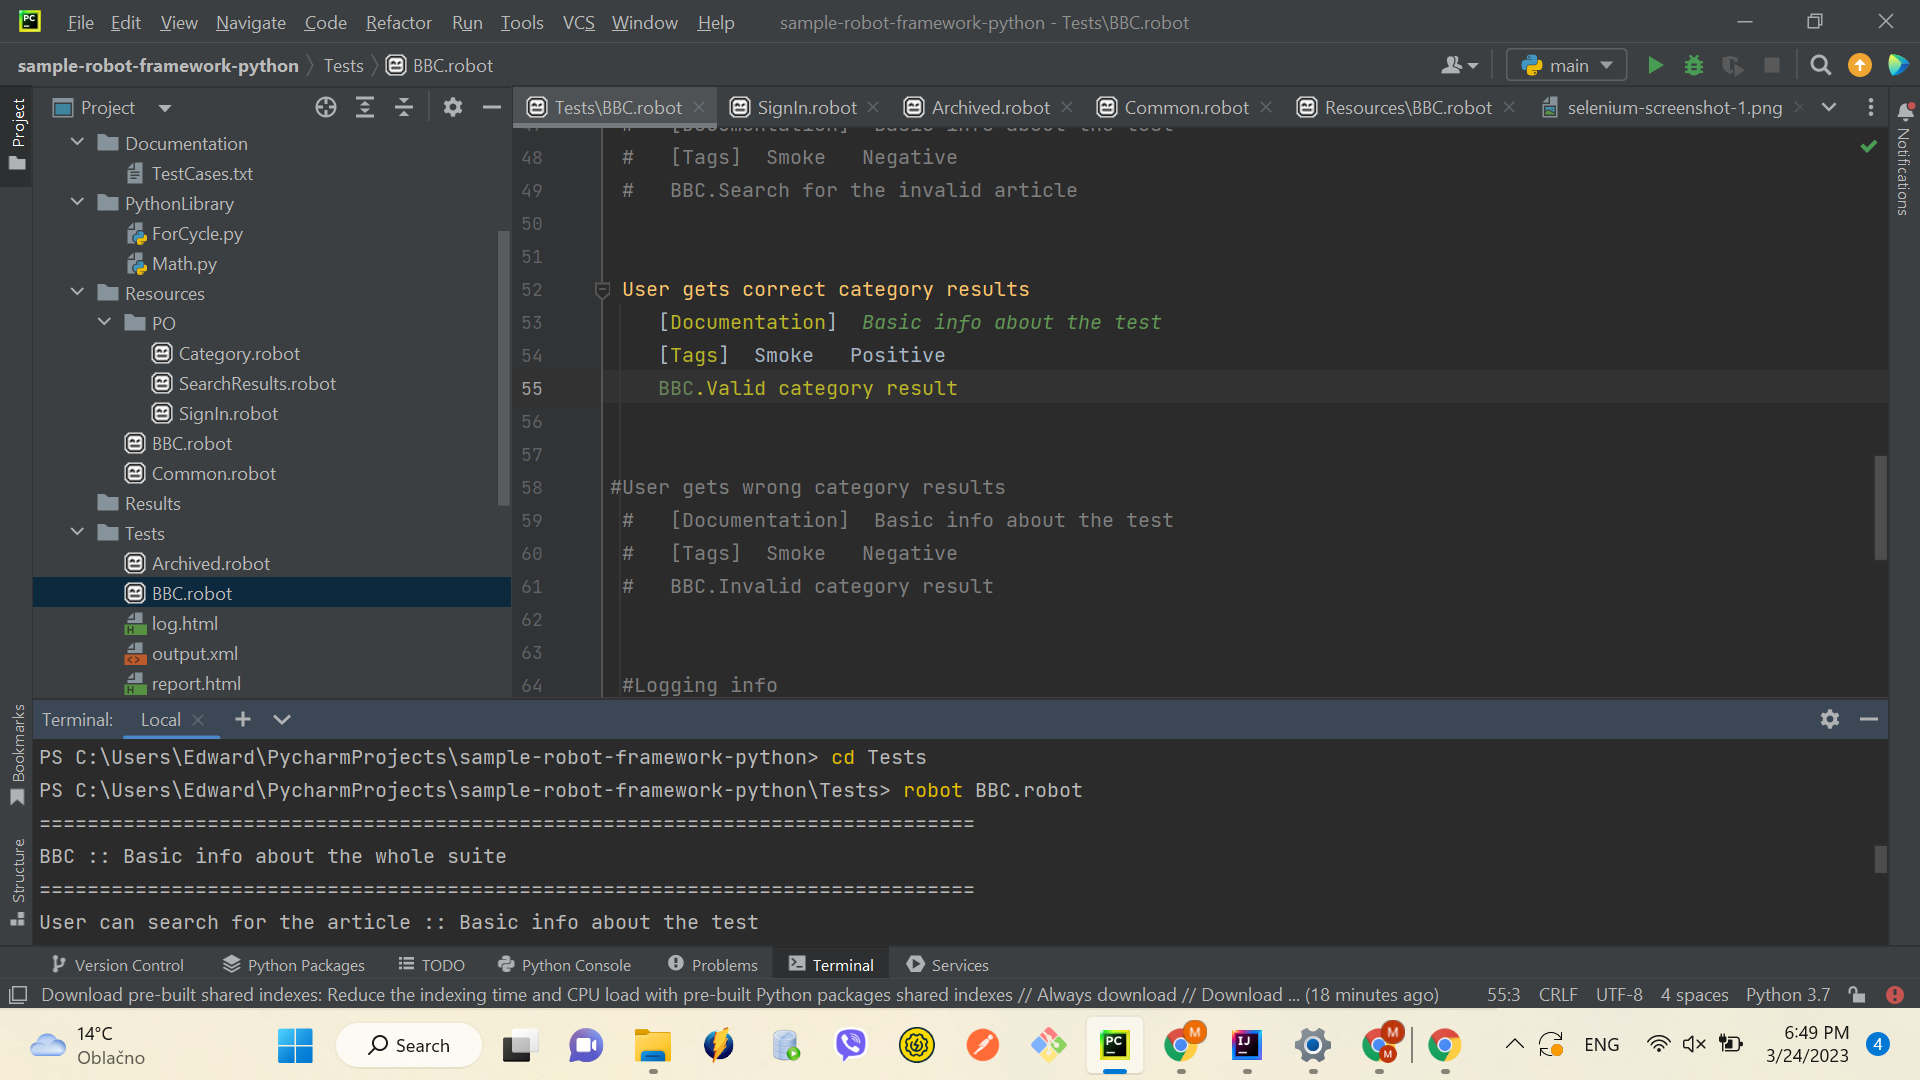 File Edit View Navigate Code Refactor Run Tools VCS Window Help sample-robot-framework-python - Tests\BBC.robot
sample-robot-framework-python Tests BBC.robot main
Project
Project
Tests\BBC.robot SignIn.robot Archived.robot Common.robot Resources\BBC.robot selenium-screenshot-1.png
Notifications
Documentation
TestCases.txt
PythonLibrary
ForCycle.py
Math.py
Resources
PO
Category.robot
SearchResults.robot
SignIn.robot
BBC.robot
Common.robot
Results
Tests
Archived.robot
BBC.robot
log.html
output.xml
report.html
47 # [Documentation] Basic info about the test
48 # [Tags] Smoke Negative
49 # BBC.Search for the invalid article
50
51
52 User gets correct category results
53 [Documentation] Basic info about the test
54 [Tags] Smoke Positive
55 BBC.Valid category result
56
57
58 #User gets wrong category results
59 # [Documentation] Basic info about the test
60 # [Tags] Smoke Negative
61 # BBC.Invalid category result
62
63
64 #Logging info
Bookmarks
Structure
Terminal: Local
PS C:\Users\Edward\PycharmProjects\sample-robot-framework-python> cd Tests
PS C:\Users\Edward\PycharmProjects\sample-robot-framework-python\Tests> robot BBC.robot
==============================================================================
BBC :: Basic info about the whole suite
==============================================================================
User can search for the article :: Basic info about the test
Version Control Python Packages TODO Python Console Problems Terminal Services
Download pre-built shared indexes: Reduce the indexing time and CPU load with pre-built Python packages shared indexes // Always download // Download ... (18 minutes ago) 55:3 CRLF UTF-8 4 spaces Python 3.7
14°C
Oblačno
Search
ENG
6:49 PM
3/24/2023
4